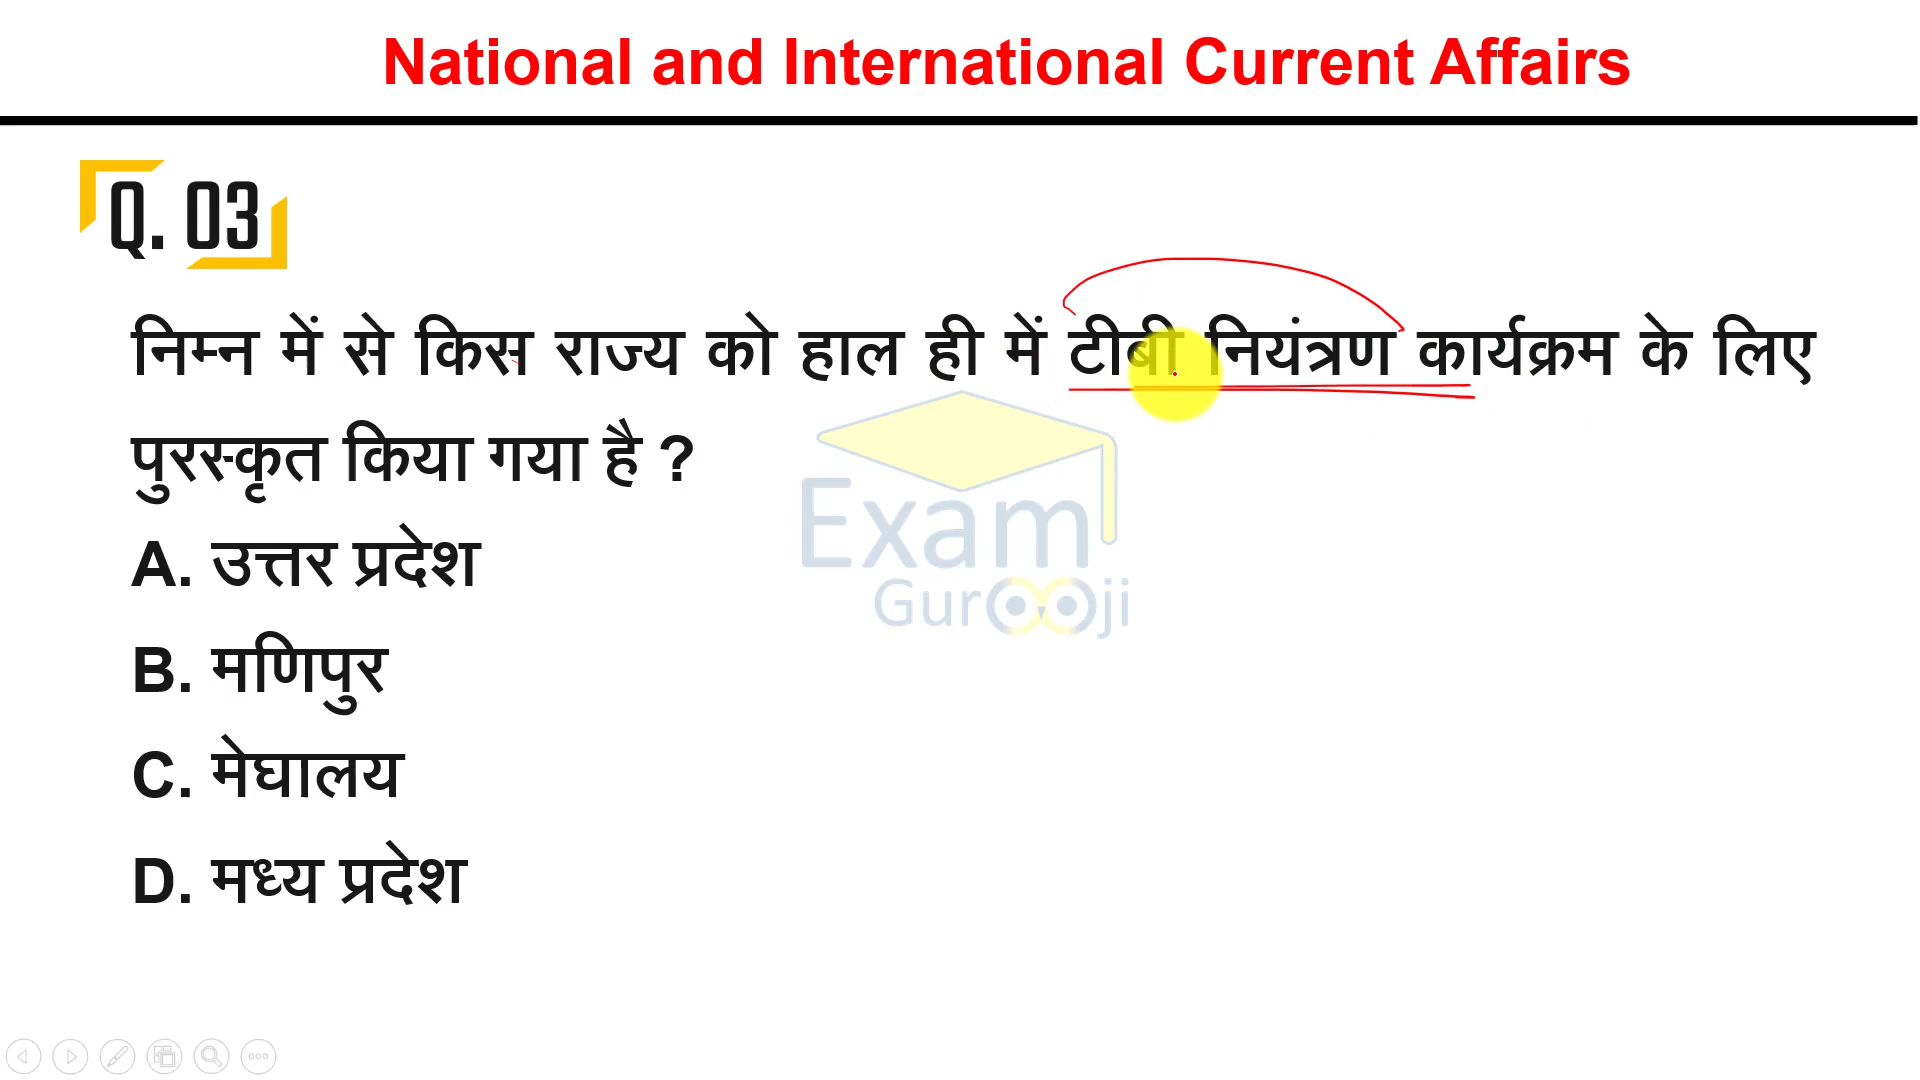 National and International Current Affairs
Q. 03
निम्न में से किस राज्य को हाल ही में टीबी नियंत्रण कार्यक्रम के लिए
पुरस्कृत किया गया है ?
A. उत्तर प्रदेश
B. मणिपुर
C. मेघालय
D. मध्य प्रदेश
Exam
Gurooji